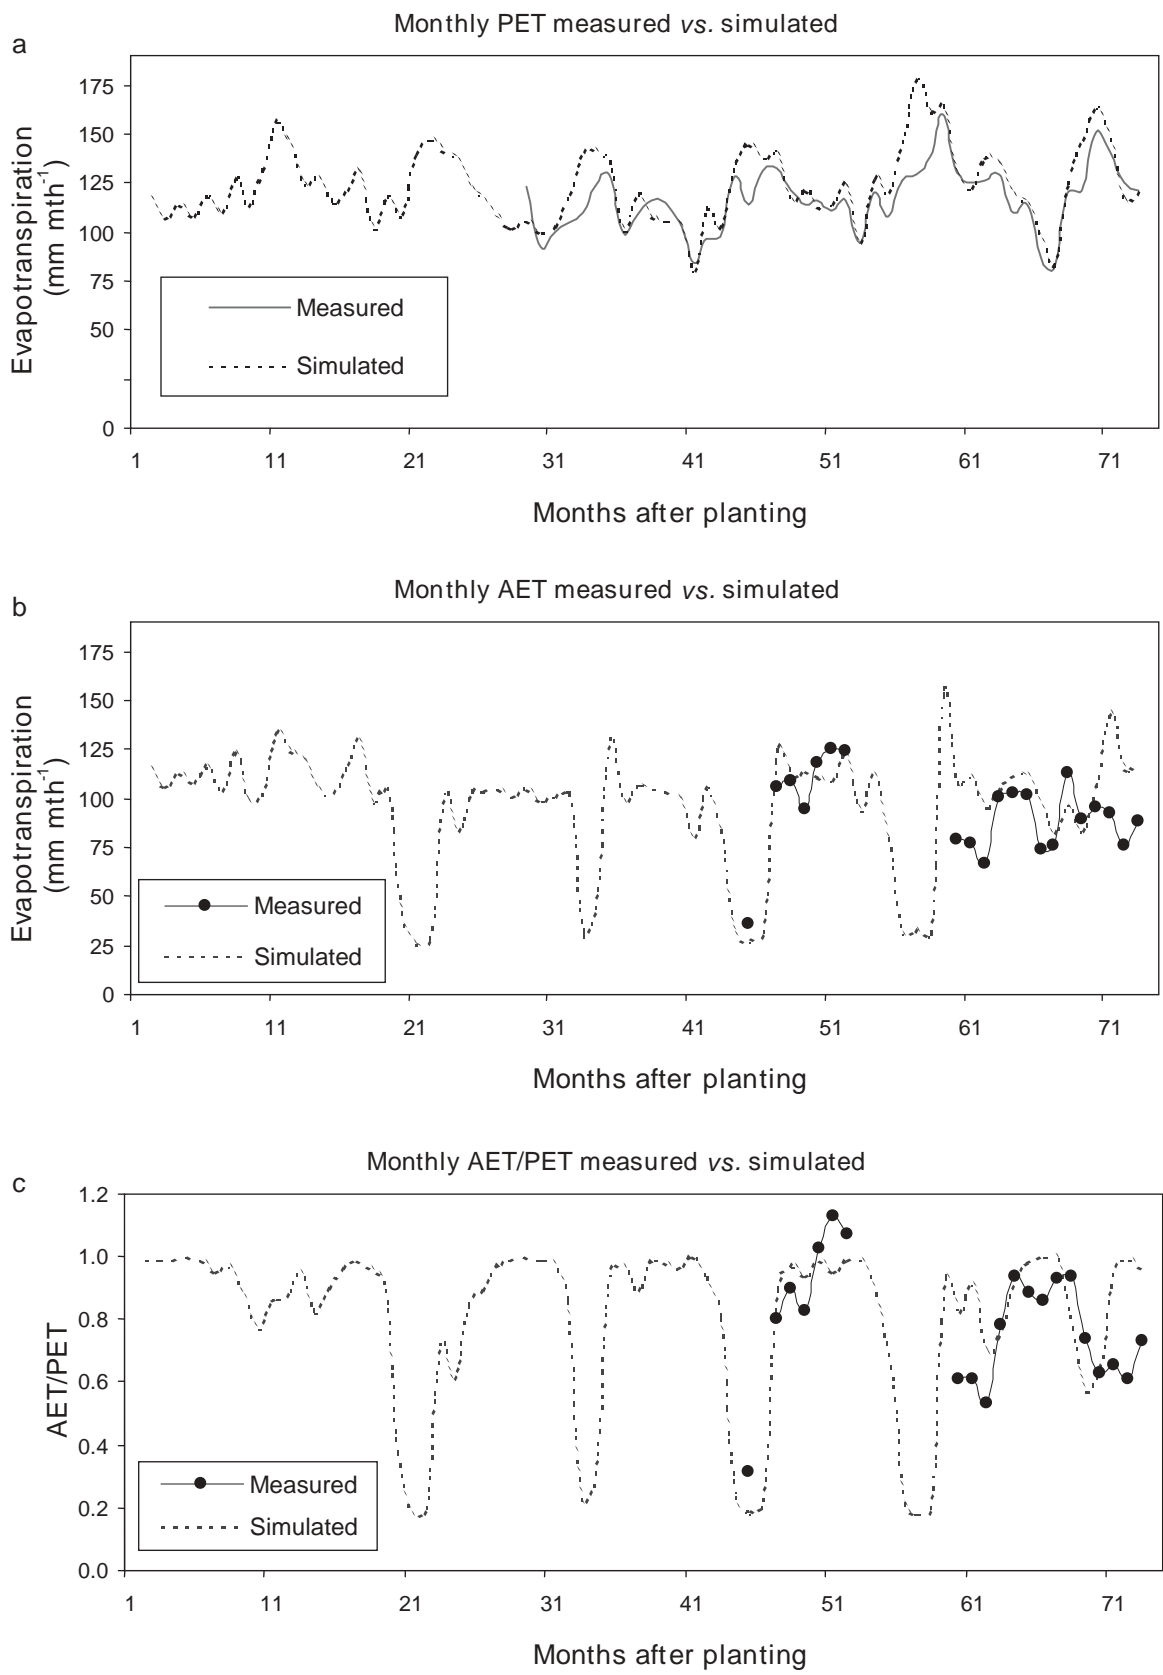 Monthly PET measured vs. simulated
a
175
150
125
100
75
50
0
Evapotranspiration
(mm mth-1)
Measured
Simulated
1 11 21 31 41 51 61 71
Months after planting
Monthly AET measured vs. simulated
b
175
150
125
100
75
50
25
0
Evapotranspiration
(mm mth-1)
Measured
Simulated
1 11 21 31 41 51 61 71
Months after planting
Monthly AET/PET measured vs. simulated
c
1.2
1.0
0.8
0.6
0.4
0.2
0.0
AET/PET
Measured
Simulated
1 11 21 31 41 51 61 71
Months after planting